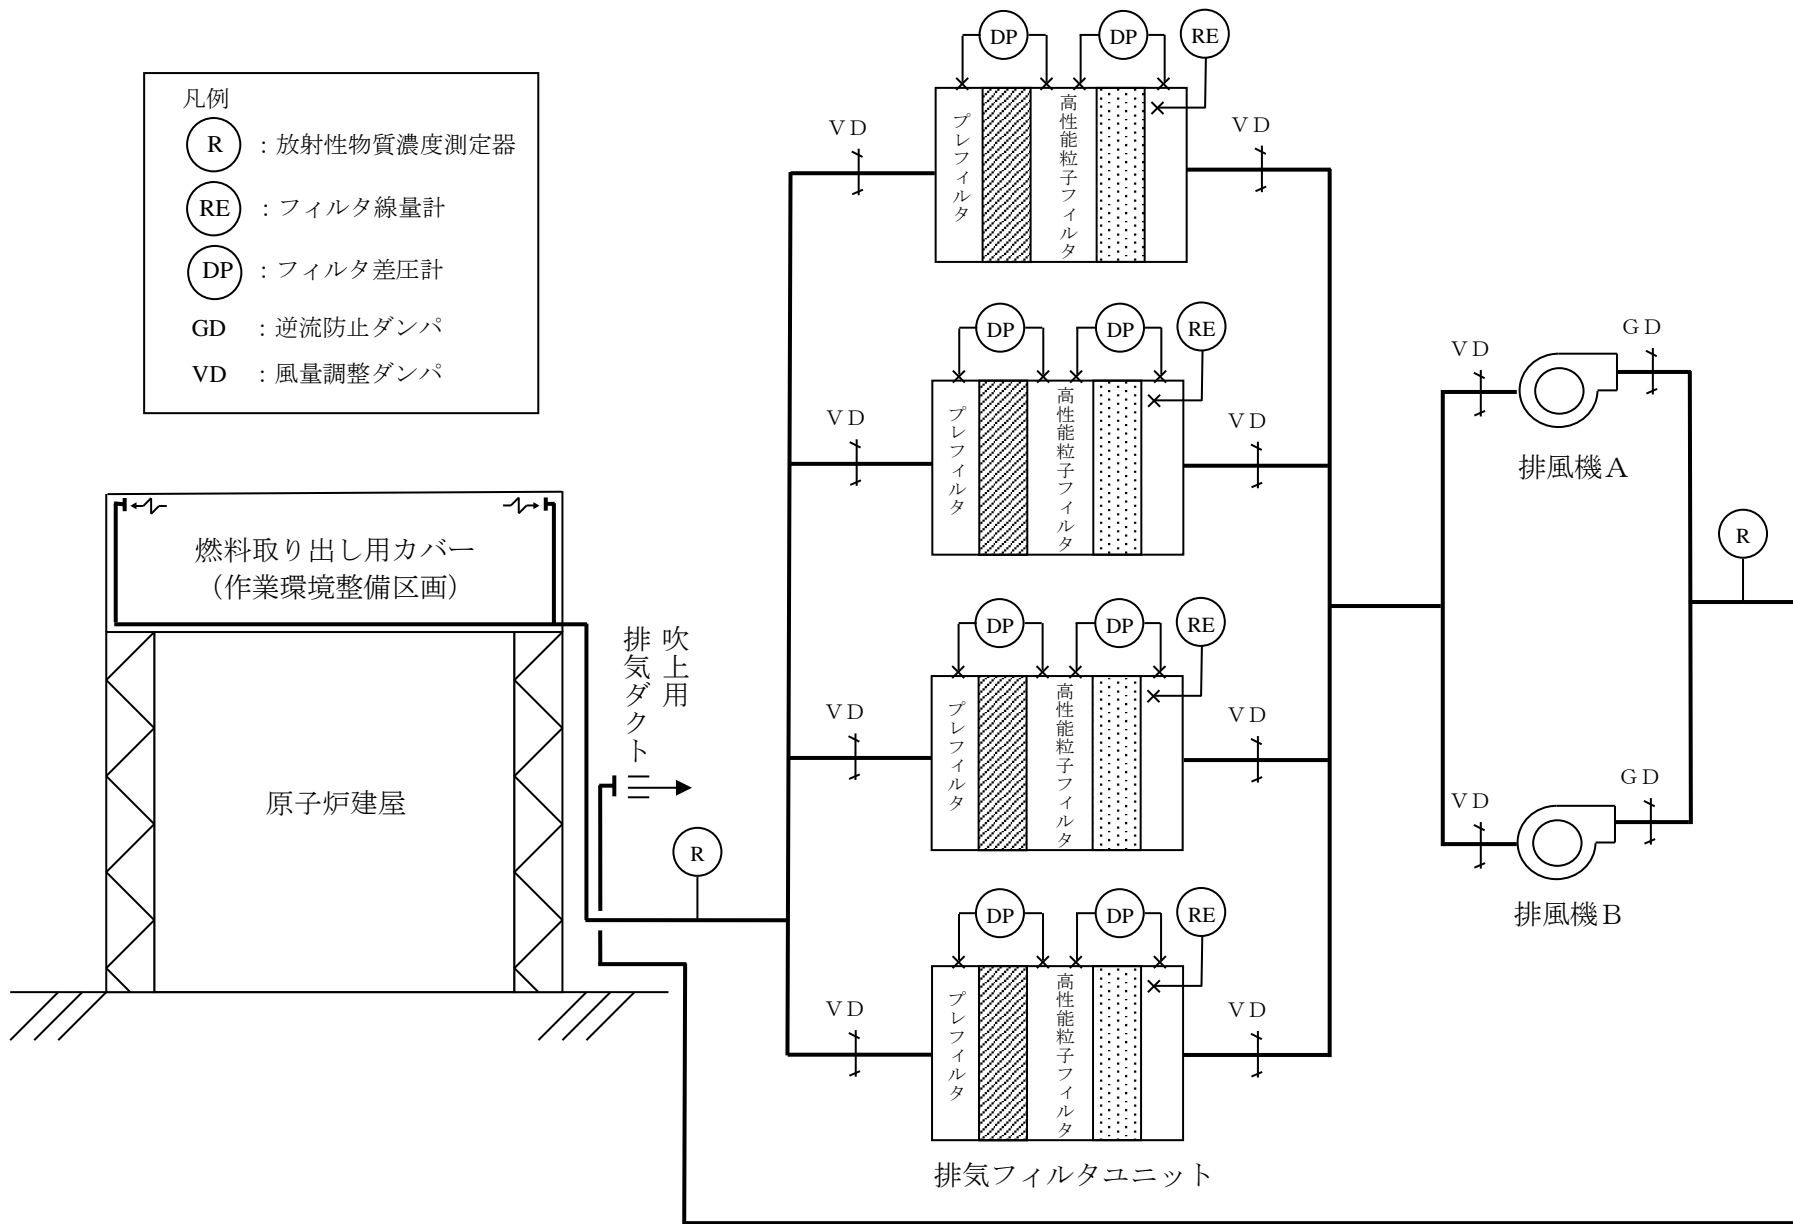 凡例
R : 放射性物質濃度測定器
RE : フィルタ線量計
DP : フィルタ差圧計
GD : 逆流防止ダンパ
VD : 風量調整ダンパ
燃料取り出し用カバー
（作業環境整備区画）
原子炉建屋
吹上用
排気ダクト
R
DP
DP
RE
VD
プレフィルタ
高性能粒子フィルタ
VD
DP
DP
RE
VD
プレフィルタ
高性能粒子フィルタ
VD
DP
DP
RE
VD
プレフィルタ
高性能粒子フィルタ
VD
DP
DP
RE
VD
プレフィルタ
高性能粒子フィルタ
VD
排気フィルタユニット
VD
GD
排風機A
VD
GD
排風機B
R